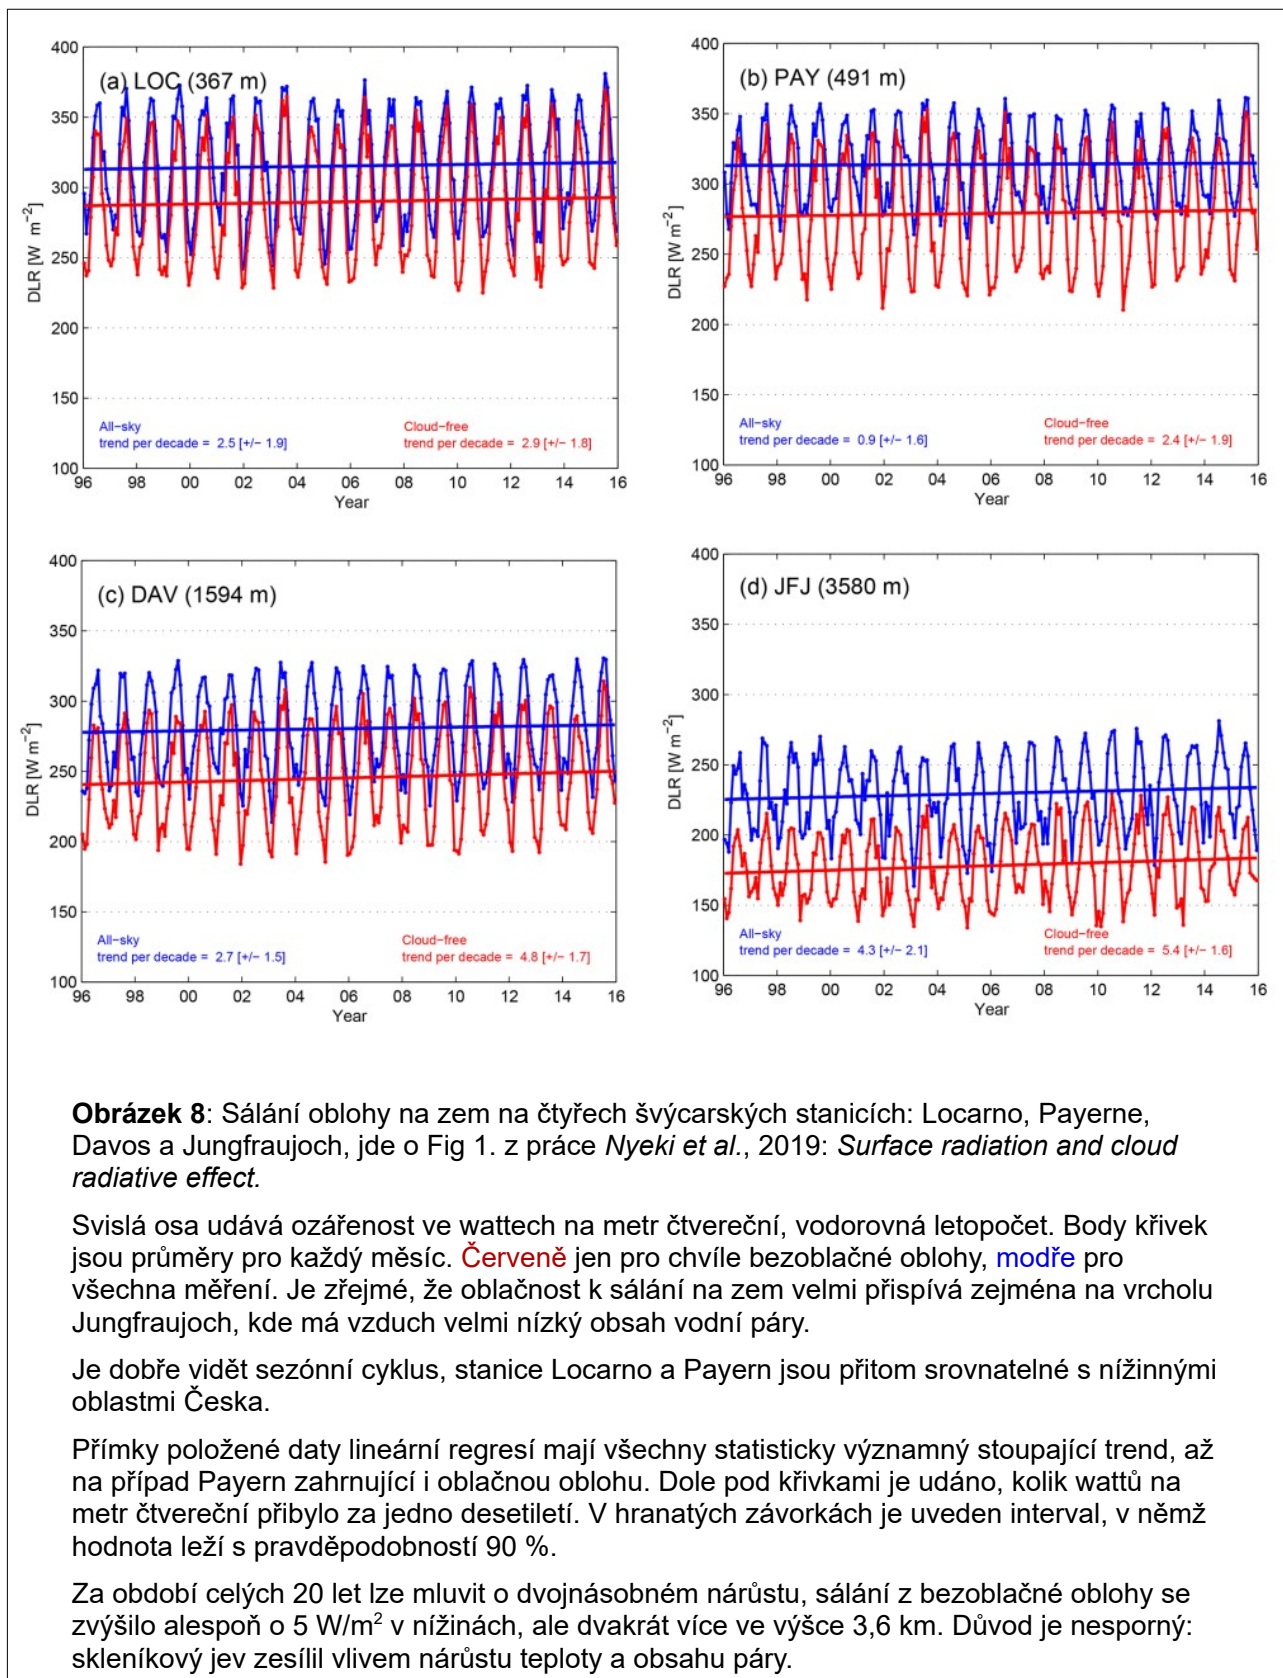 400
350
300
250
200
150
100
DLR [W m−2]
(a) LOC (367 m)
All−sky
trend per decade = 2.5 [+/− 1.9]
Cloud−free
trend per decade = 2.9 [+/− 1.8]
96 98 00 02 04 06 08 10 12 14 16
Year
400
350
300
250
200
150
100
DLR [W m−2]
(b) PAY (491 m)
All−sky
trend per decade = 0.9 [+/− 1.6]
Cloud−free
trend per decade = 2.4 [+/− 1.9]
96 98 00 02 04 06 08 10 12 14 16
Year
400
350
300
250
200
150
100
DLR [W m−2]
(c) DAV (1594 m)
All−sky
trend per decade = 2.7 [+/− 1.5]
Cloud−free
trend per decade = 4.8 [+/− 1.7]
96 98 00 02 04 06 08 10 12 14 16
Year
400
350
300
250
200
150
100
DLR [W m−2]
(d) JFJ (3580 m)
All−sky
trend per decade = 4.3 [+/− 2.1]
Cloud−free
trend per decade = 5.4 [+/− 1.6]
96 98 00 02 04 06 08 10 12 14 16
Year
Obrázek 8: Sálání oblohy na zem na čtyřech švýcarských stanicích: Locarno, Payerne,
Davos a Jungfraujoch, jde o Fig 1. z práce Nyeki et al., 2019: Surface radiation and cloud
radiative effect.
Svislá osa udává ozářenost ve wattech na metr čtvereční, vodorovná letopočet. Body křivek
jsou průměry pro každý měsíc. Červeně jen pro chvíle bezoblačné oblohy, modře pro
všechna měření. Je zřejmé, že oblačnost k sálání na zem velmi přispívá zejména na vrcholu
Jungfraujoch, kde má vzduch velmi nízký obsah vodní páry.
Je dobře vidět sezónní cyklus, stanice Locarno a Payern jsou přitom srovnatelné s nížinnými
oblastmi Česka.
Přímky položené daty lineární regresí mají všechny statisticky významný stoupající trend, až
na případ Payern zahrnující i oblačnou oblohu. Dole pod křivkami je udáno, kolik wattů na
metr čtvereční přibylo za jedno desetiletí. V hranatých závorkách je uveden interval, v němž
hodnota leží s pravděpodobností 90 %.
Za období celých 20 let lze mluvit o dvojnásobném nárůstu, sálání z bezoblačné oblohy se
zvýšilo alespoň o 5 W/m2 v nížinách, ale dvakrát více ve výšce 3,6 km. Důvod je nesporný:
skleníkový jev zesílil vlivem nárůstu teploty a obsahu páry.